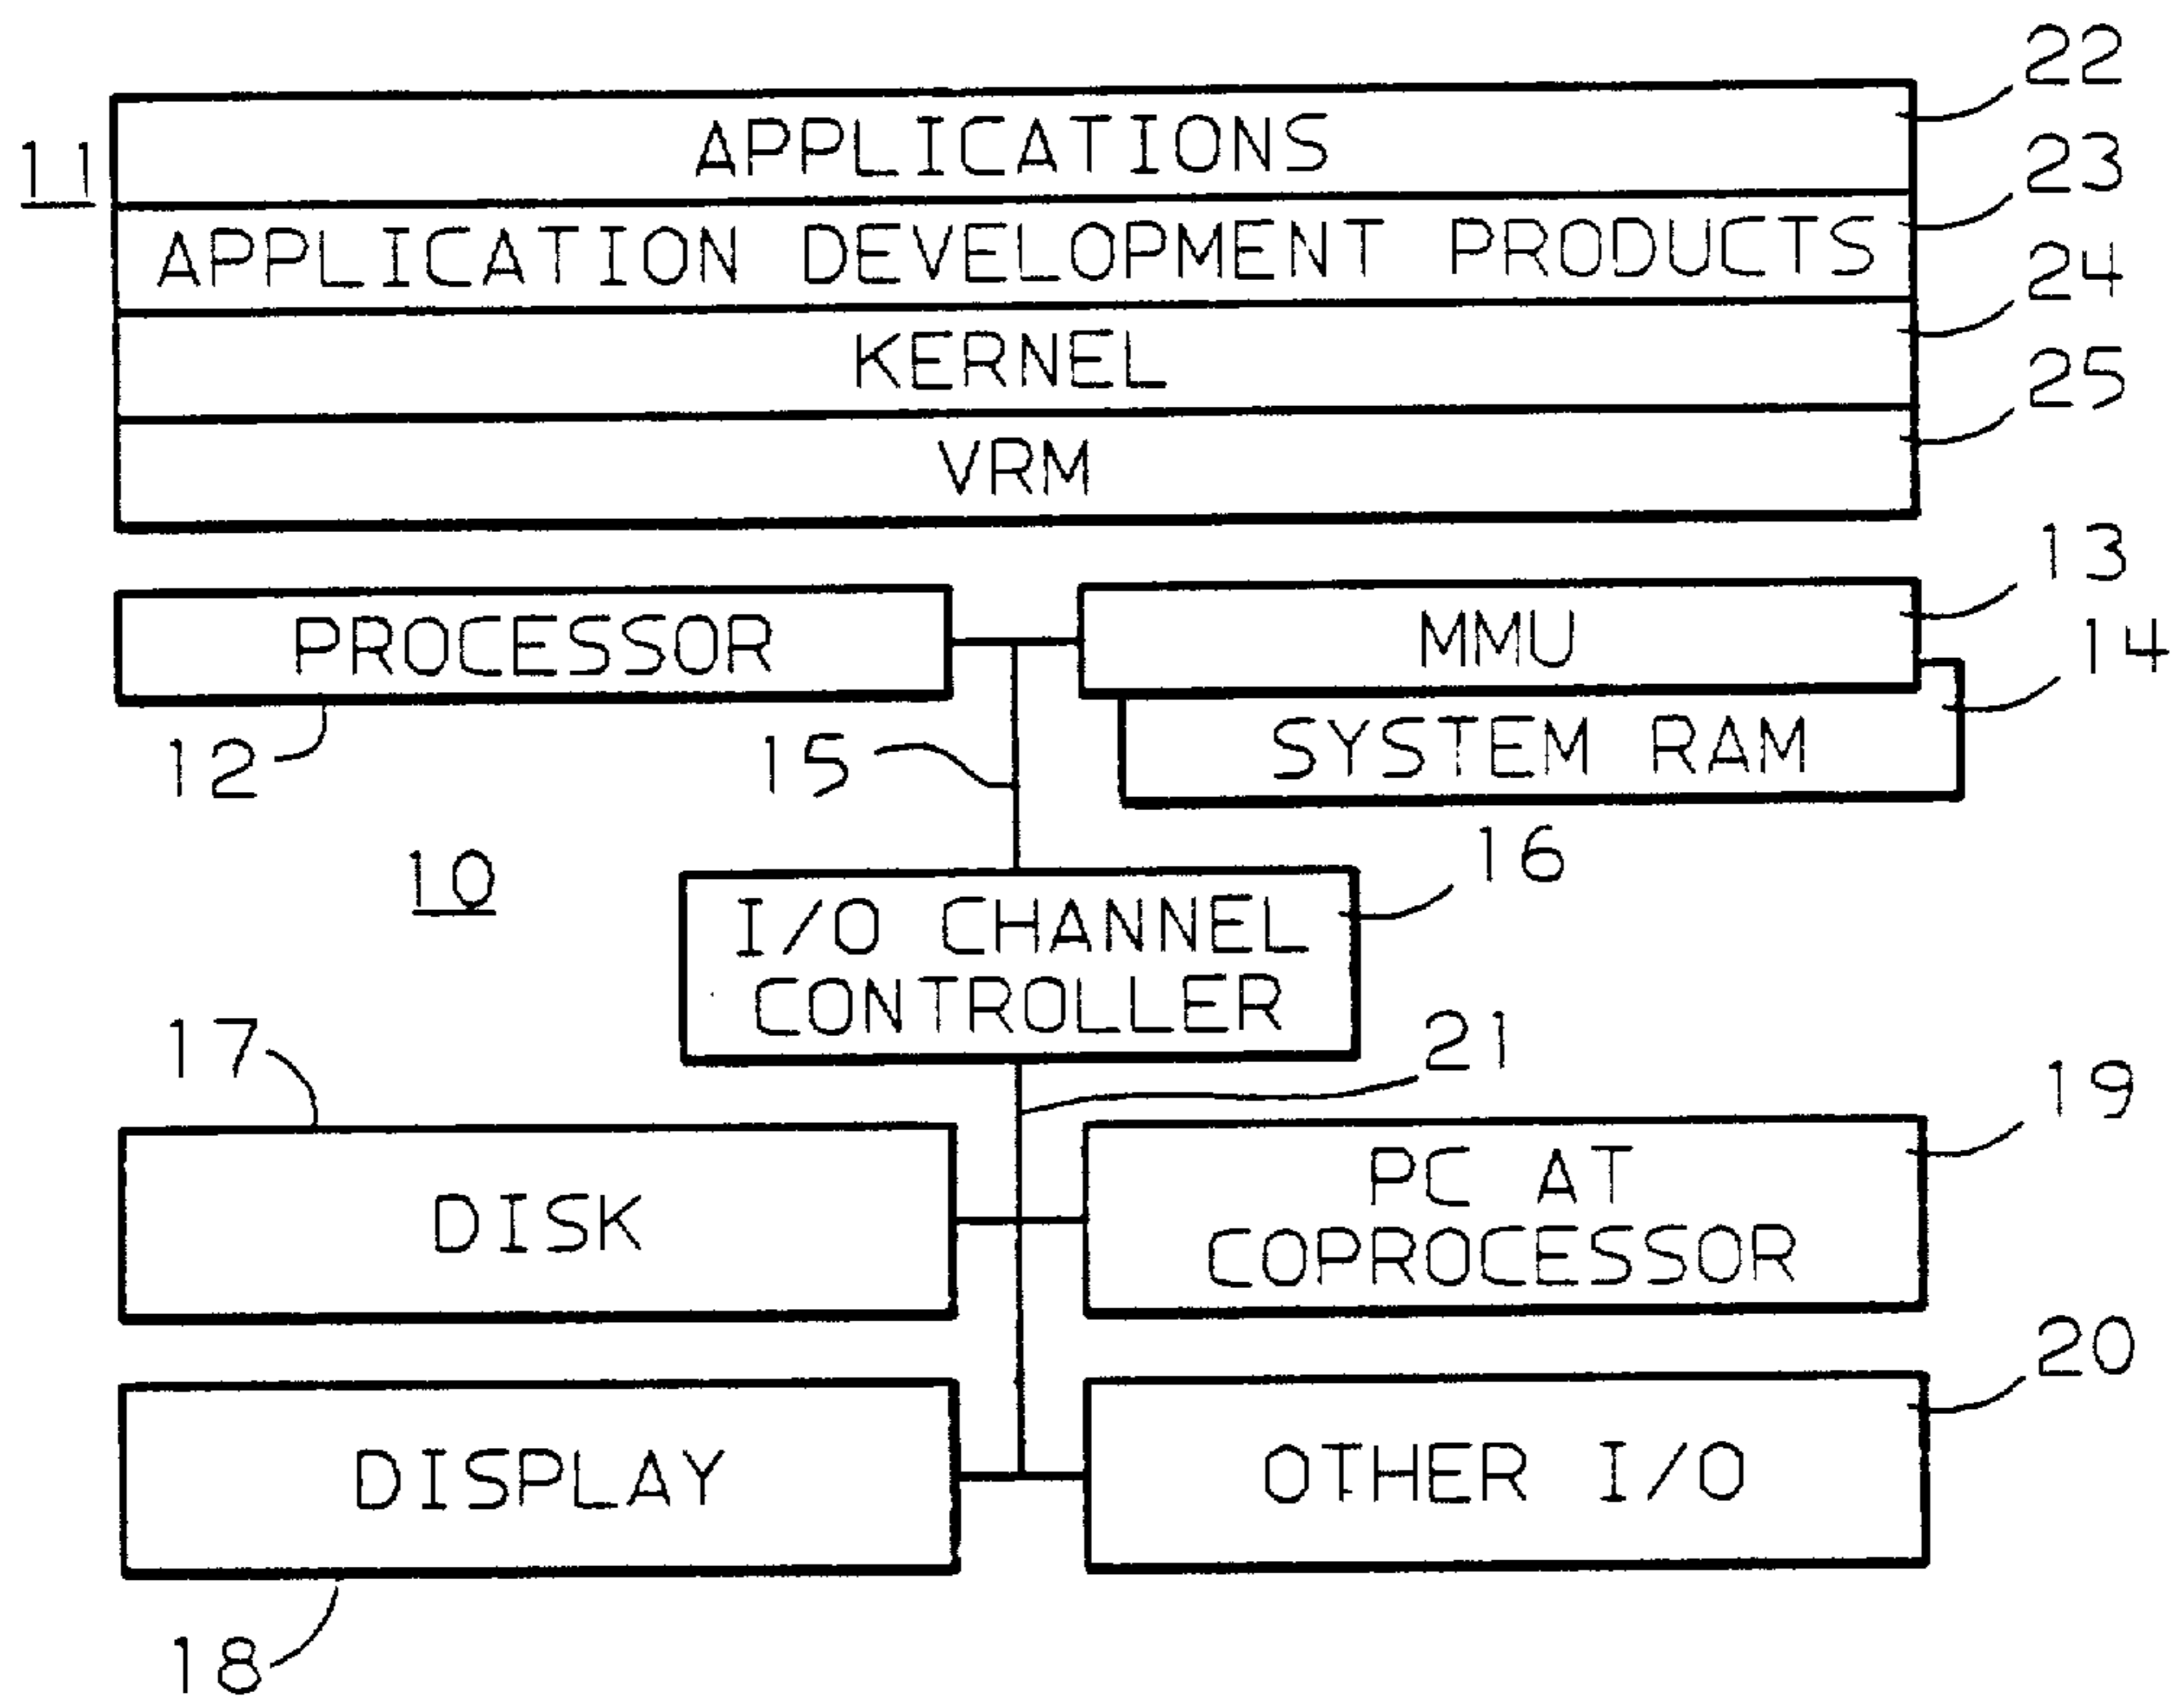 22
APPLICATIONS
11
23
APPLICATION DEVELOPMENT PRODUCTS
24
KERNEL
25
VRM
13
PROCESSOR
MMU
14
12
15
SYSTEM RAM
10
16
I/O CHANNEL
CONTROLLER
17
21
19
DISK
PC AT
COPROCESSOR
20
DISPLAY
OTHER I/O
18